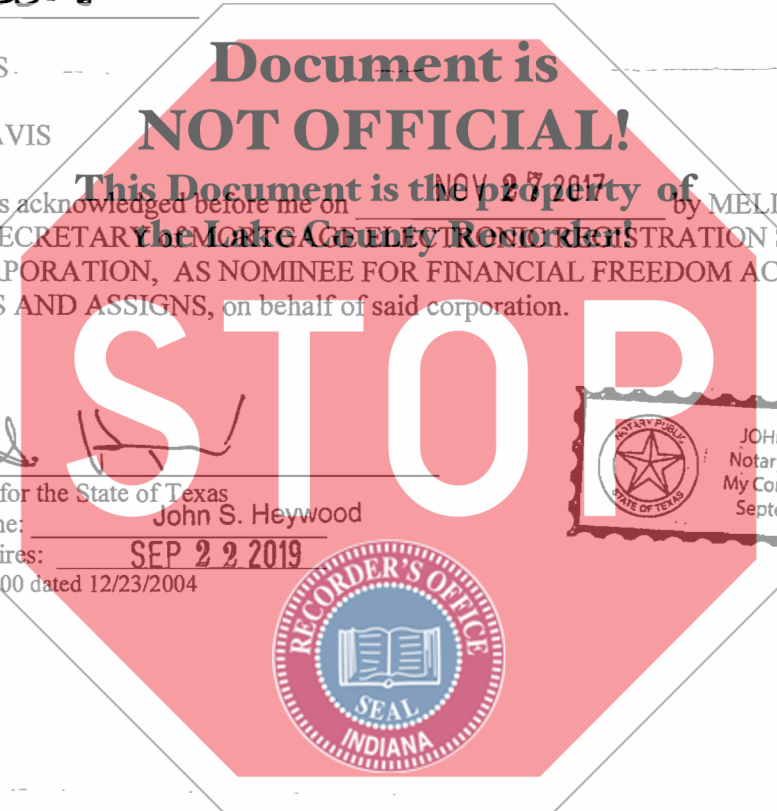 Document is
NOT OFFICIAL!
AVIS
This Document is the property of
the Lake County Recorder!
s acknowledged before me on NOV 27 2017 by MELI
ECRETARY OF MORTGAGE ELECTRONIC REGISTRATION S
PORATION, AS NOMINEE FOR FINANCIAL FREEDOM AC
S AND ASSIGNS, on behalf of said corporation.
STOP
NOTARY PUBLIC
STATE OF TEXAS
JOH
Notar
My Co
Septe
for the State of Texas
ne: John S. Heywood
ires: SEP 22 2019
00 dated 12/23/2004
RECORDER'S OFFICE
SEAL
INDIANA